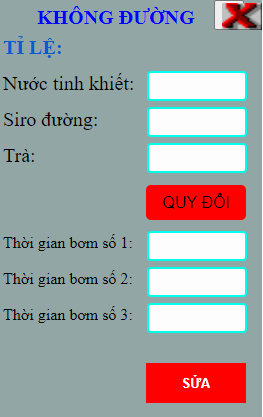 KHÔNG ĐƯỜNG
TỈ LỆ:
Nước tinh khiết:
Siro đường:
Trà:
QUY ĐỔI
Thời gian bơm số 1:
Thời gian bơm số 2:
Thời gian bơm số 3:
SỬA